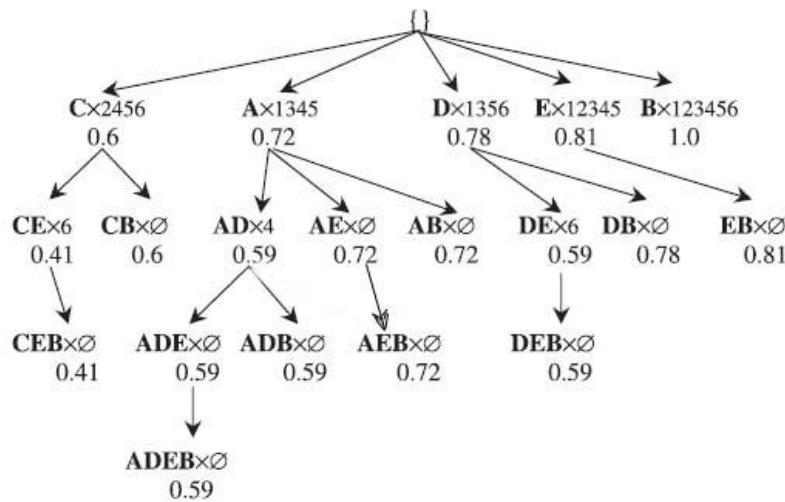 {}
C×2456 A×1345 D×1356 E×12345 B×123456
0.6 0.72 0.78 0.81 1.0
CE×6 CB×∅ AD×4 AE×∅ AB×∅ DE×6 DB×∅ EB×∅
0.41 0.6 0.59 0.72 0.72 0.59 0.78 0.81
CEB×∅ ADE×∅ ADB×∅ AEB×∅ DEB×∅
0.41 0.59 0.59 0.72 0.59
ADEB×∅
0.59